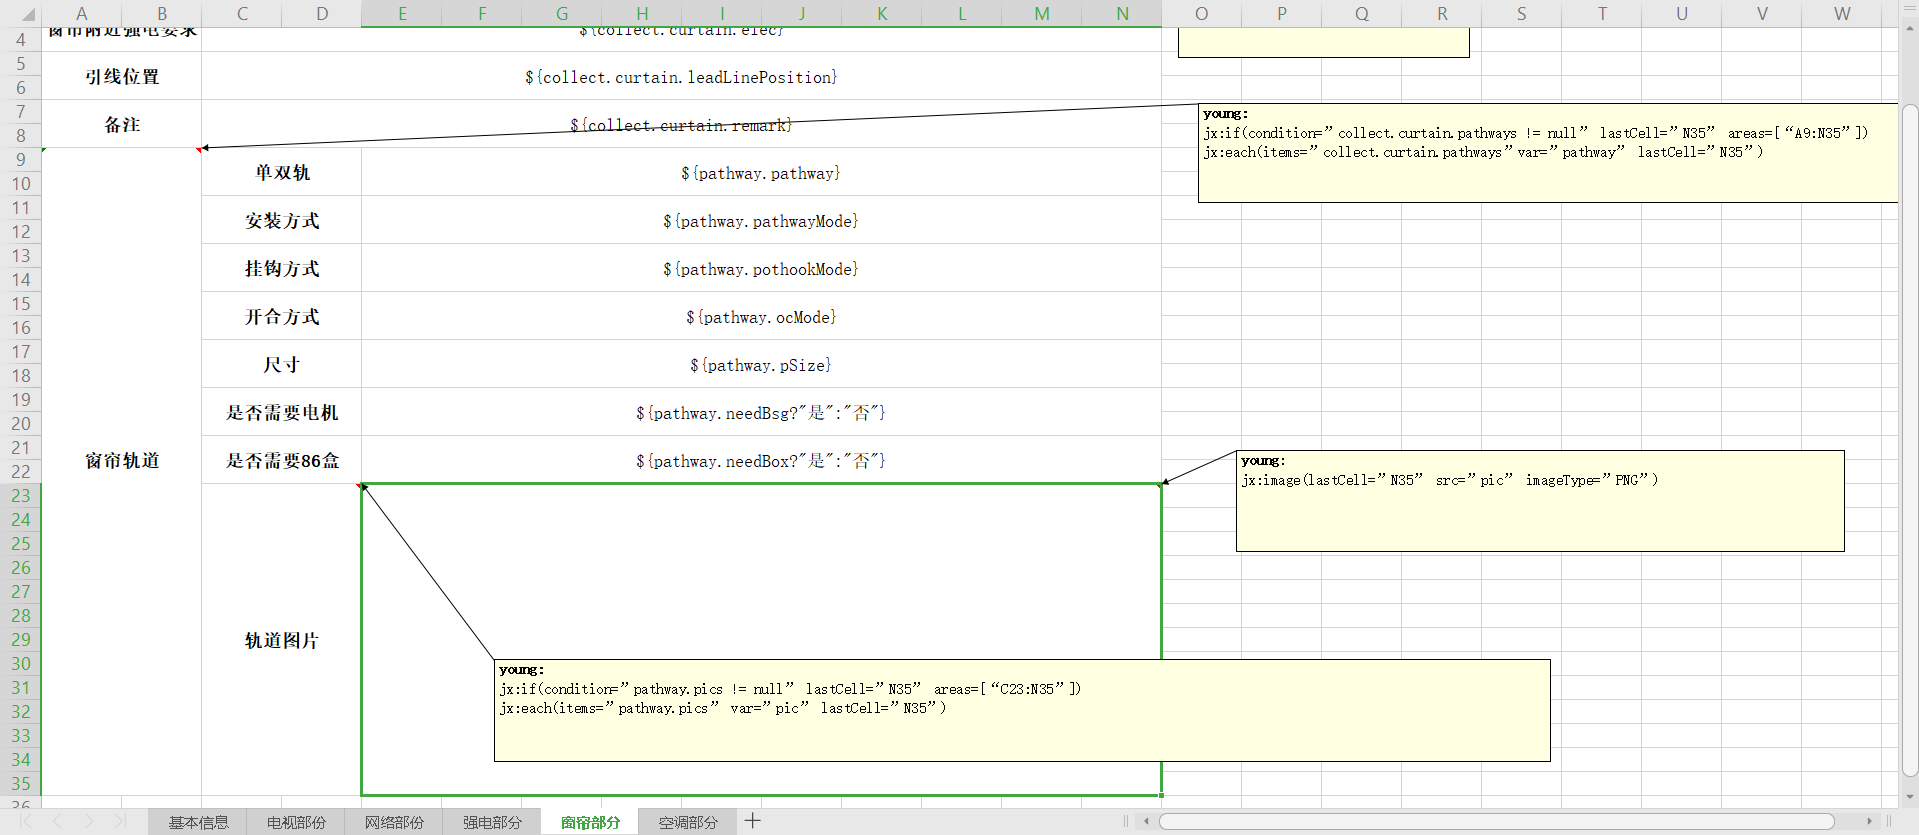 A B C D E F G H I J K L M N O P Q R S T U V W
4 窗帘附近强电要求 ${collect.curtain.elec}
5
引线位置 ${collect.curtain.leadLinePosition}
6
7
备注 ${collect.curtain.remark}
8
young:
jx:if(condition=”collect.curtain.pathways != null” lastCell=”N35” areas=[“A9:N35”])
jx:each(items=”collect.curtain.pathways”var=”pathway” lastCell=”N35”)
9
单双轨 ${pathway.pathway}
10
11
安装方式 ${pathway.pathwayMode}
12
13
挂钩方式 ${pathway.pothookMode}
14
15
开合方式 ${pathway.ocMode}
16
17
尺寸 ${pathway.pSize}
18
19
是否需要电机 ${pathway.needBsg?"是":"否"}
20
21
窗帘轨道 是否需要86盒 ${pathway.needBox?"是":"否"}
22
young:
jx:image(lastCell=”N35” src=”pic” imageType=”PNG”)
23
24
25
26
27
28
29
轨道图片
30
young:
jx:if(condition=”pathway.pics != null” lastCell=”N35” areas=[“C23:N35”])
jx:each(items=”pathway.pics” var=”pic” lastCell=”N35”)
31
32
33
34
35
36
基本信息 电视部份 网络部份 强电部分 窗帘部分 空调部分